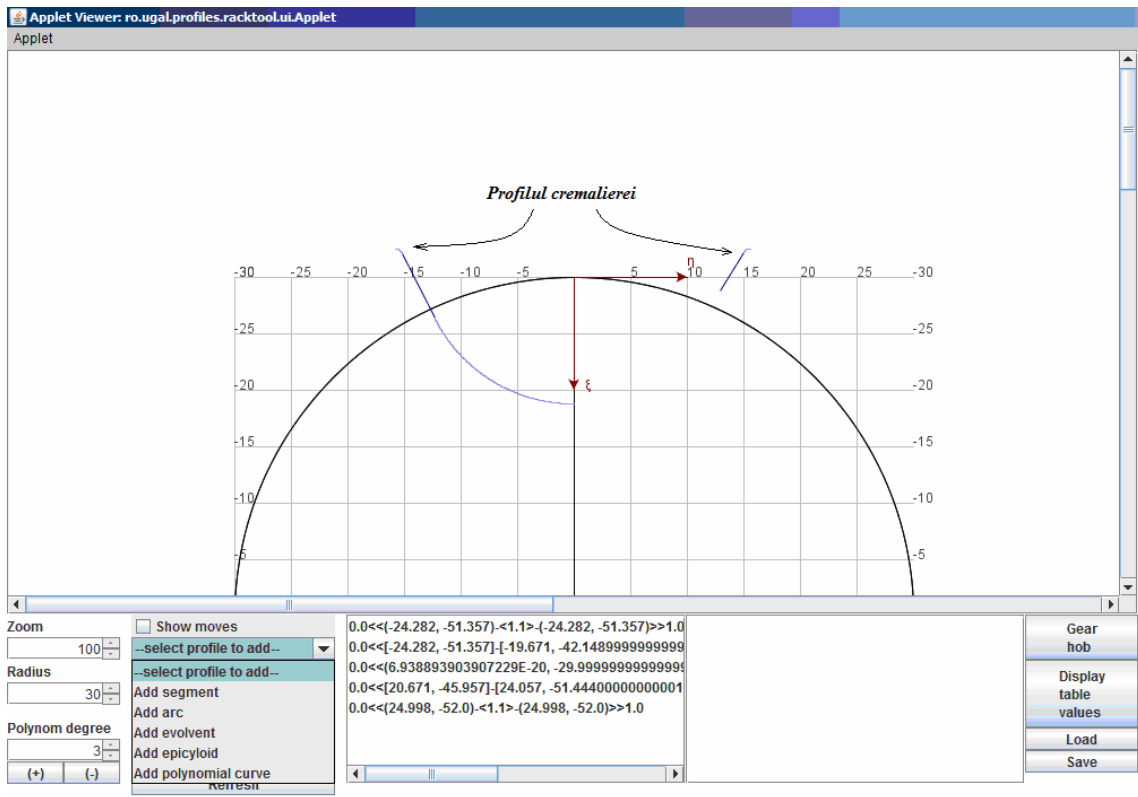 Applet Viewer: ro.ugal.profiles.racktool.ui.Applet
Applet
Profilul cremalierei
η
-30 -25 -20 -15 -10 -5 5 10 15 20 25 -30
-25 -25
ξ
-20 -20
-15 -15
-10 -10
-5 -5
Zoom
100
Radius
30
Polynom degree
3
(+) (-)
Show moves
--select profile to add--
--select profile to add--
Add segment
Add arc
Add evolvent
Add epicyloid
Add polynomial curve
Refresh
0.0<<(-24.282, -51.357)-<1.1>-(-24.282, -51.357)>>1.0
0.0<<[-24.282, -51.357]-[-19.671, -42.1489999999999
0.0<<(6.938893903907229E-20, -29.99999999999999
0.0<<[20.671, -45.957]-[24.057, -51.44400000000001
0.0<<(24.998, -52.0)-<1.1>-(24.998, -52.0)>>1.0
Gear
hob
Display
table
values
Load
Save